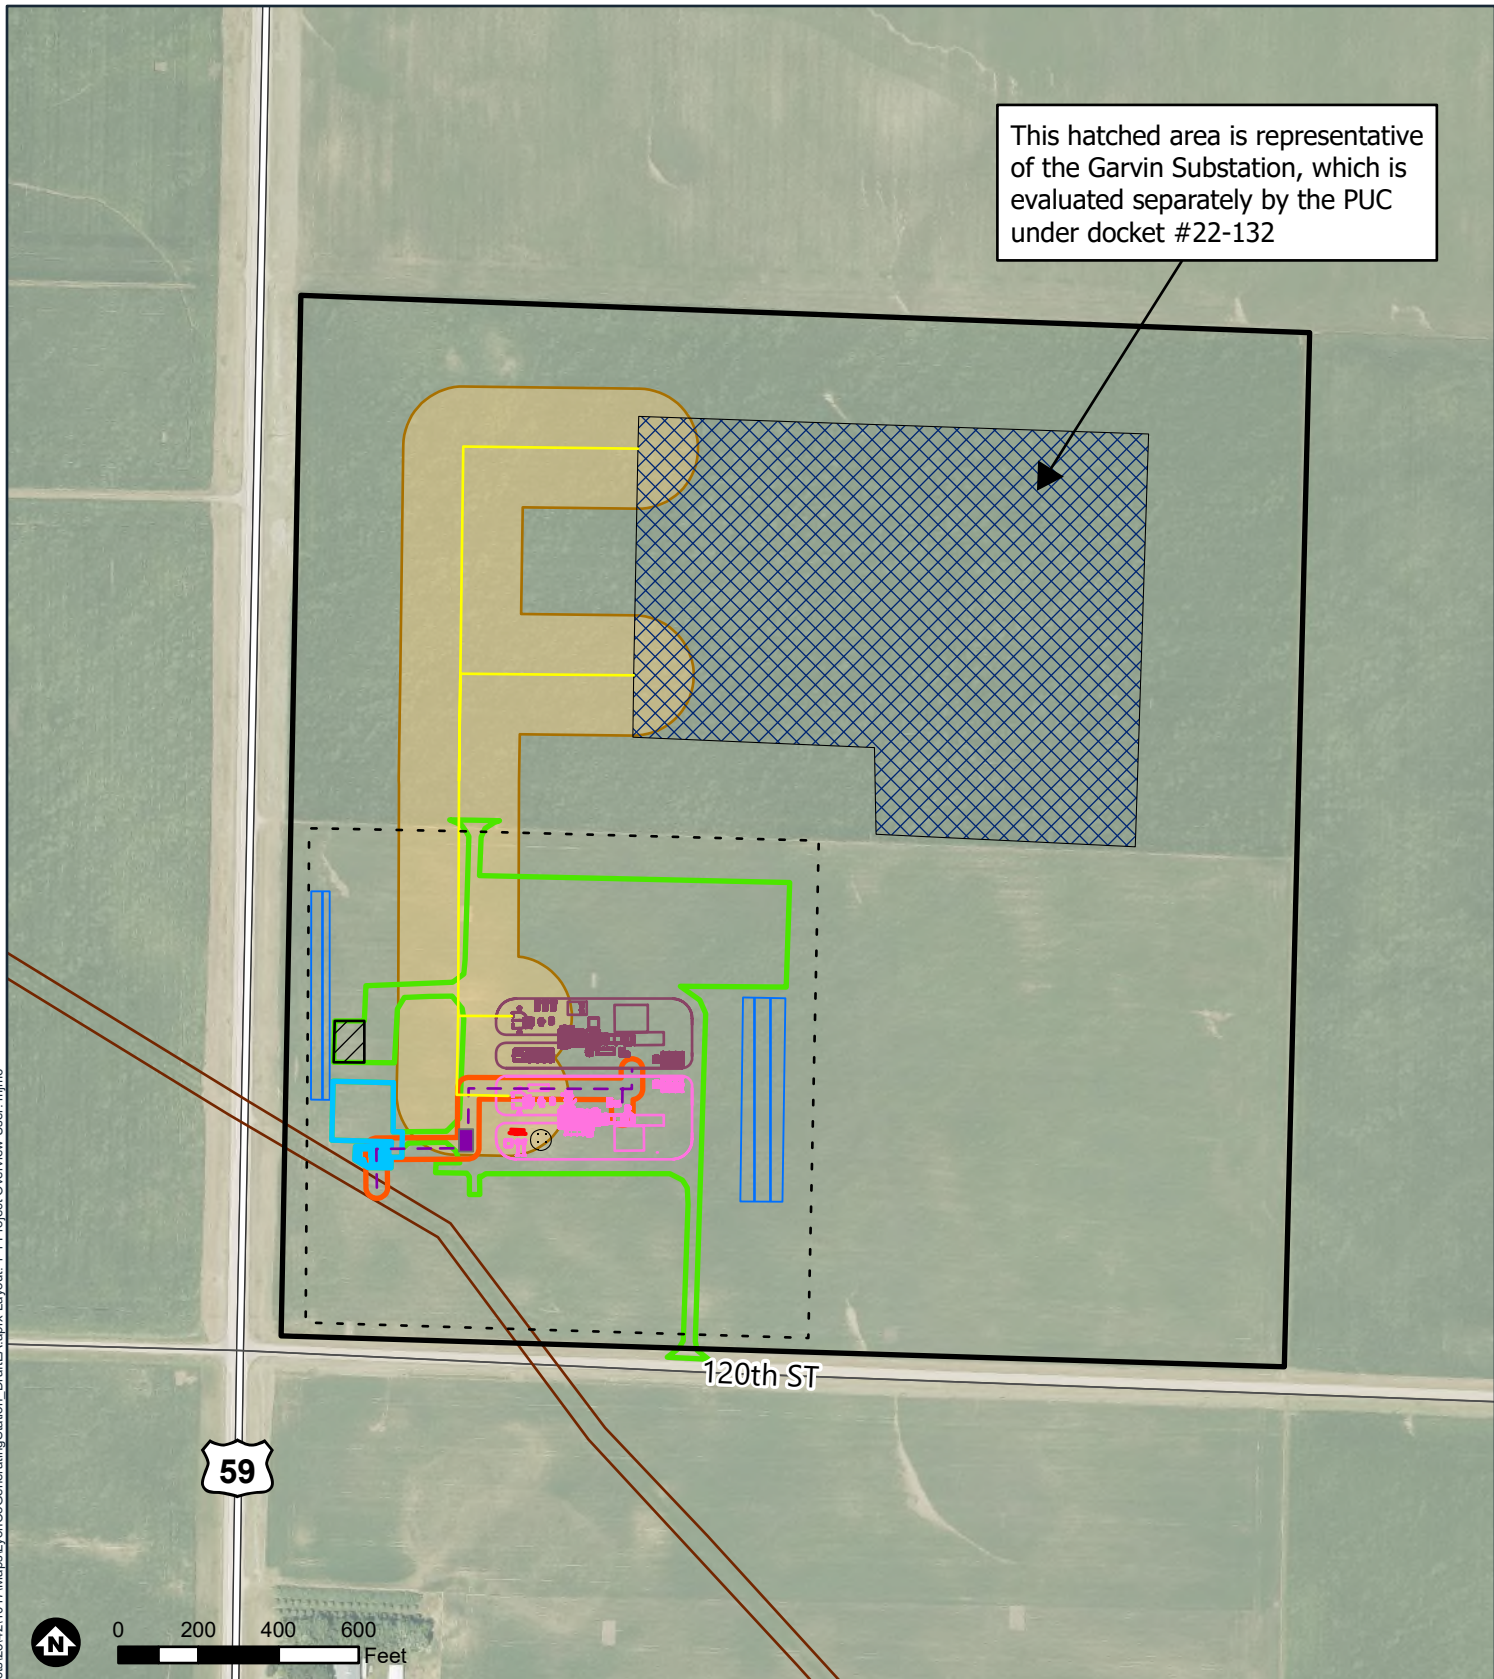 This hatched area is representative
of the Garvin Substation, which is
evaluated separately by the PUC
under docket #22-132
120th ST
59
N
0 200 400 600
Feet